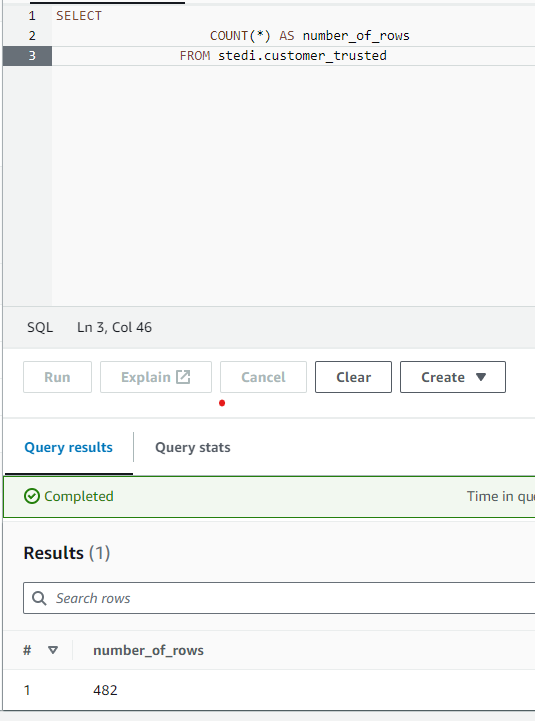 1 SELECT
2 COUNT(*) AS number_of_rows
3 FROM stedi.customer_trusted
SQL Ln 3, Col 46
Run Explain Cancel Clear Create
Query results Query stats
Completed Time in
Results (1)
Search rows
# number_of_rows
1 482